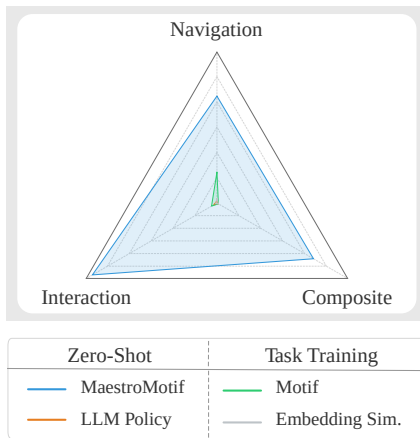 Navigation
Interaction
Composite
Zero-Shot
Task Training
MaestroMotif
Motif
LLM Policy
Embedding Sim.